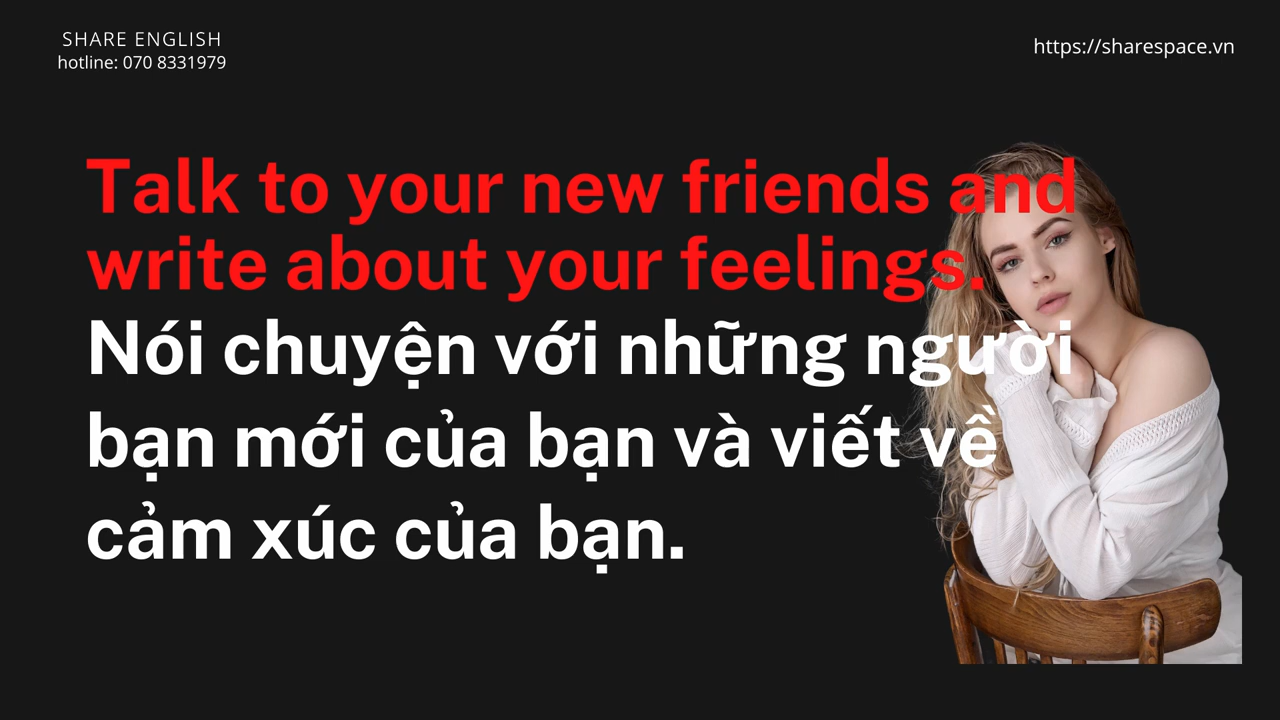 SHARE ENGLISH
hotline: 070 8331979
https://sharespace.vn
Talk to your new friends and
write about your feelings.
Nói chuyện với những người
bạn mới của bạn và viết về
cảm xúc của bạn.